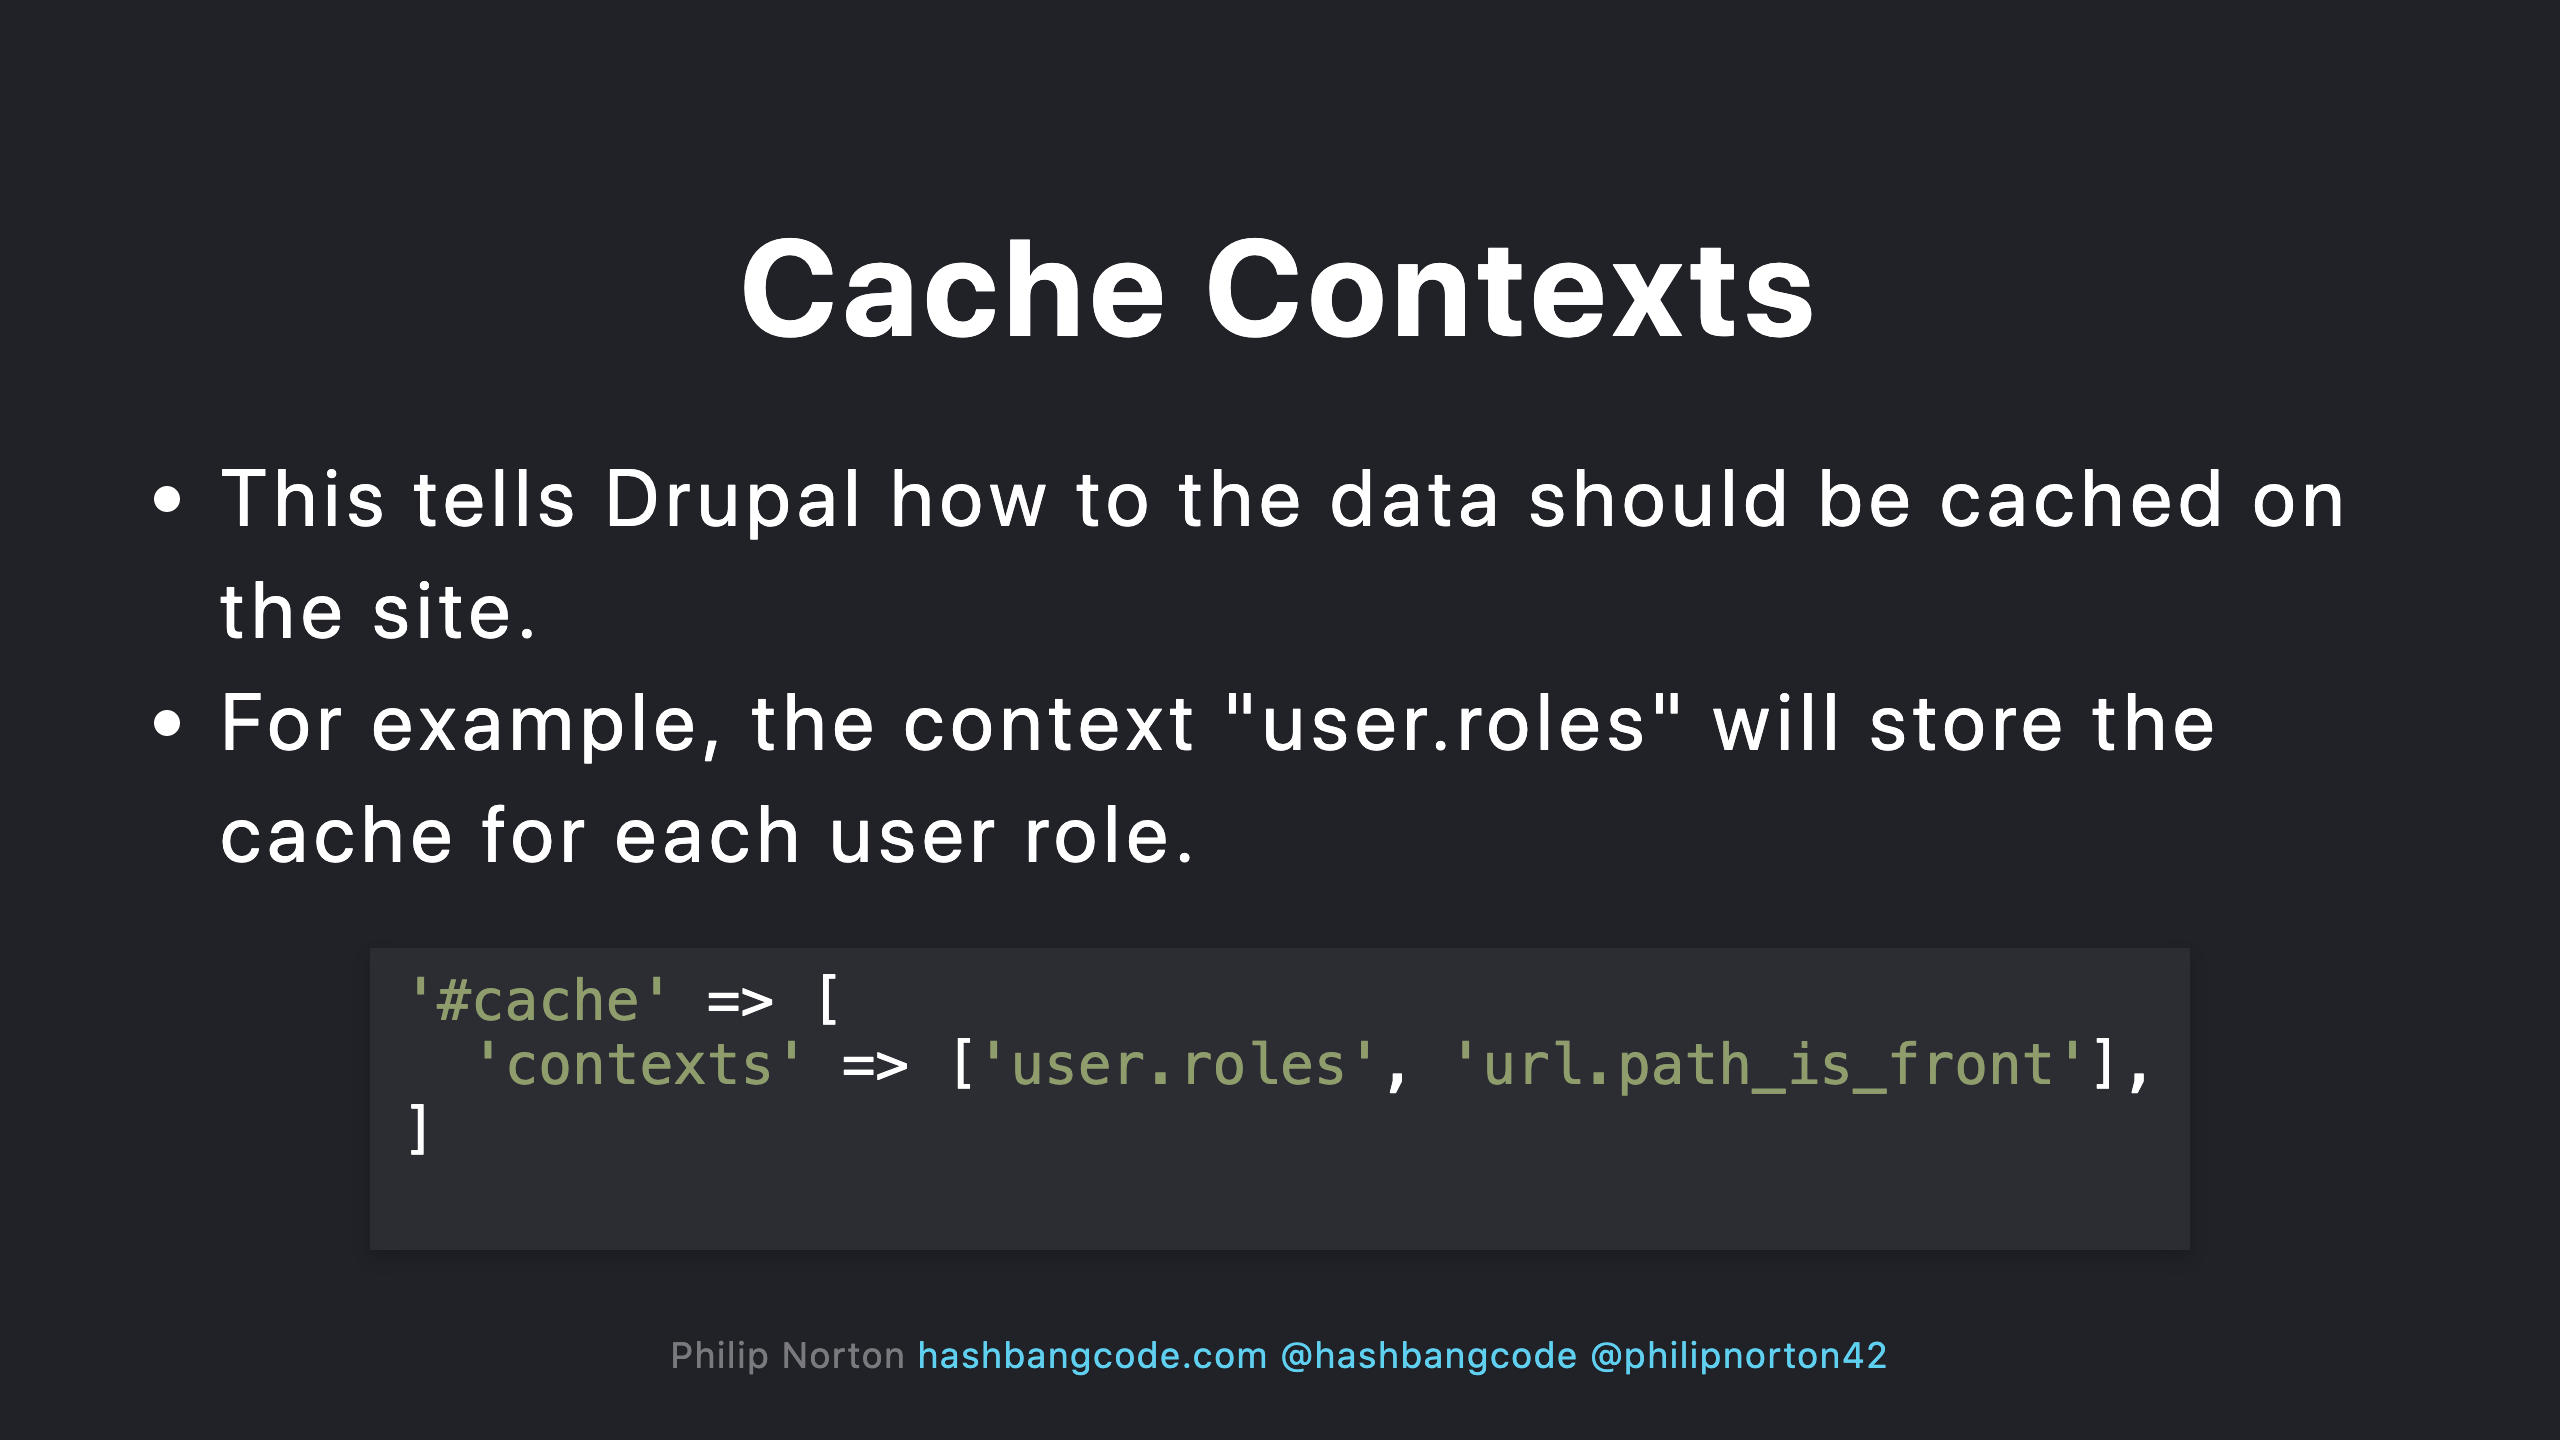 Cache Contexts
• This tells Drupal how to the data should be cached on
the site.
• For example, the context "user.roles" will store the
cache for each user role.
'#cache' => [
  'contexts' => ['user.roles', 'url.path_is_front'],
]
Philip Norton hashbangcode.com @hashbangcode @philipnorton42